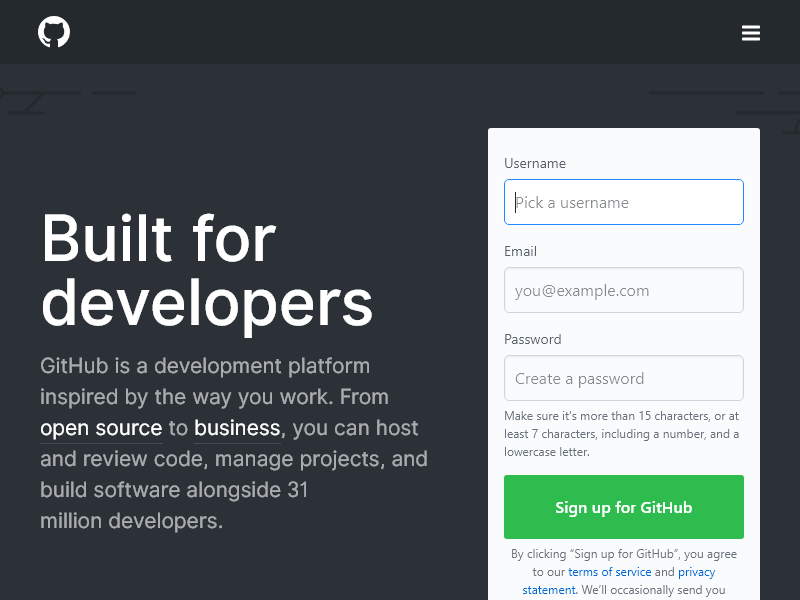 Built for
developers
GitHub is a development platform
inspired by the way you work. From
open source to business, you can host
and review code, manage projects, and
build software alongside 31
million developers.
Username
Pick a username
Email
you@example.com
Password
Create a password
Make sure it's more than 15 characters, or at
least 7 characters, including a number, and a
lowercase letter.
Sign up for GitHub
By clicking “Sign up for GitHub”, you agree
to our terms of service and privacy
statement. We’ll occasionally send you